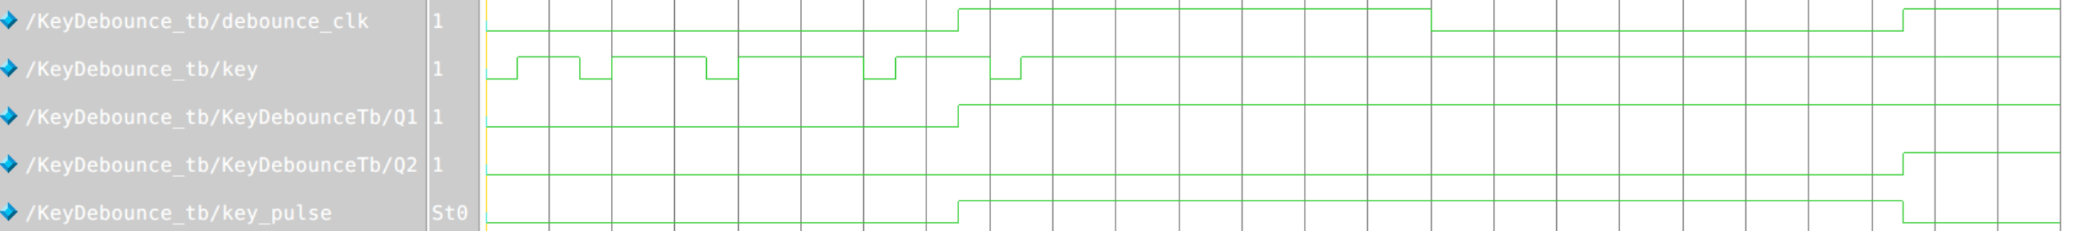 /KeyDebounce_tb/debounce_clk 1
/KeyDebounce_tb/key 1
/KeyDebounce_tb/KeyDebounceTb/Q1 1
/KeyDebounce_tb/KeyDebounceTb/Q2 1
/KeyDebounce_tb/key_pulse St0